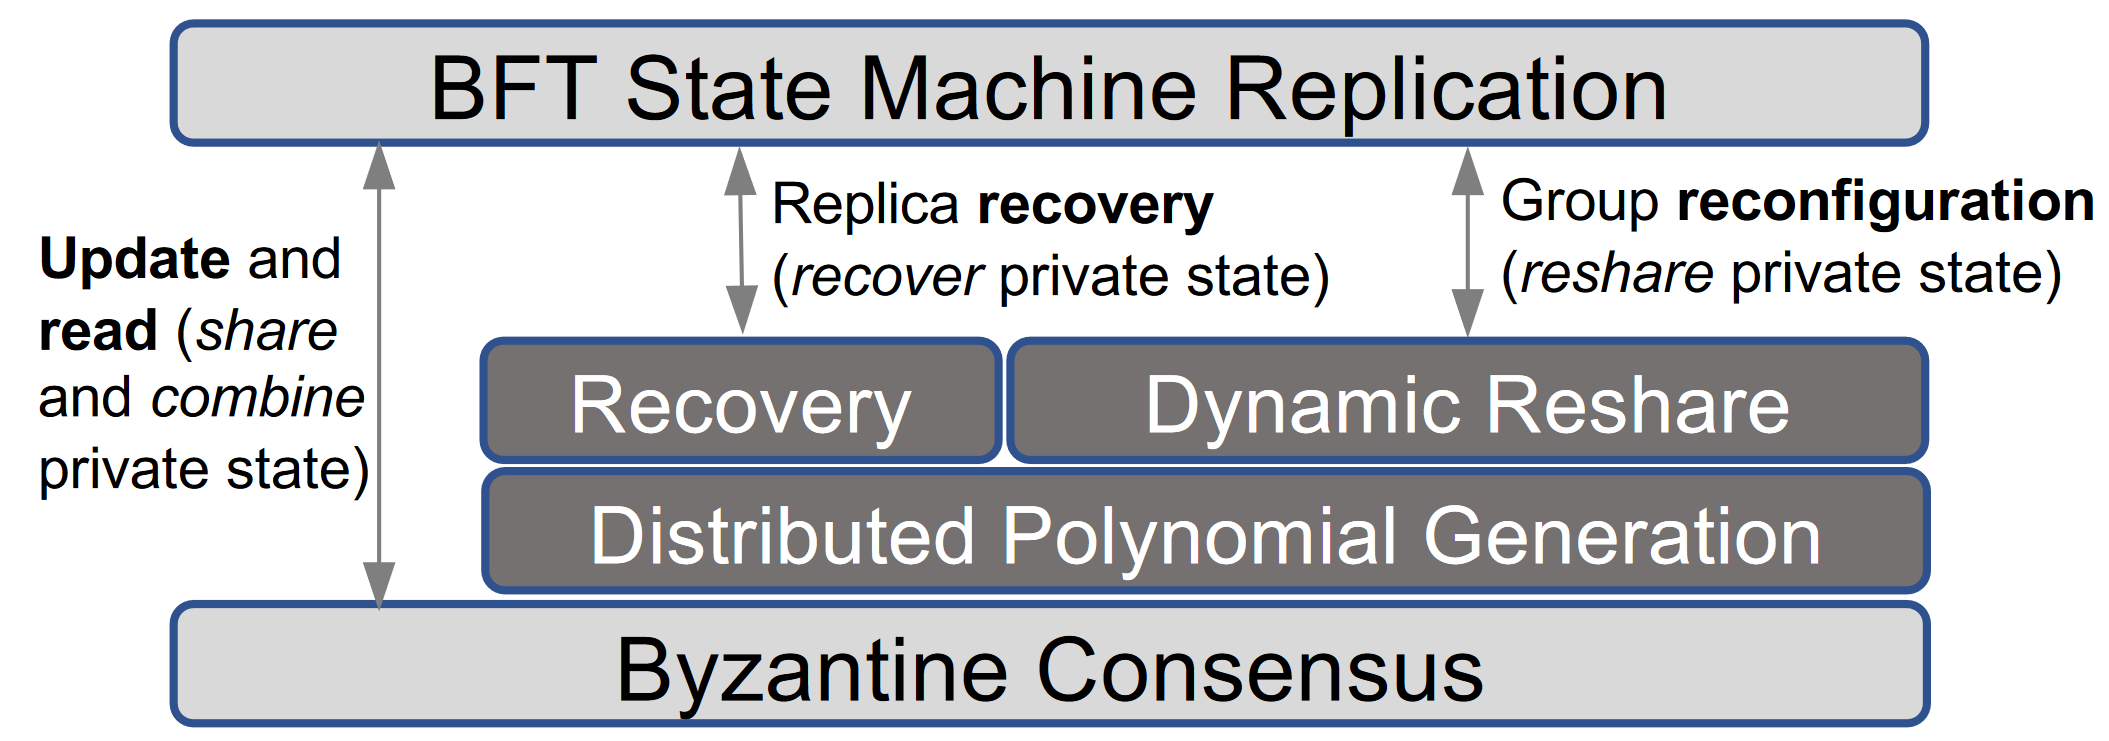 BFT State Machine Replication
Update and
read (share
and combine
private state)
Replica recovery
(recover private state)
Group reconfiguration
(reshare private state)
Recovery
Dynamic Reshare
Distributed Polynomial Generation
Byzantine Consensus